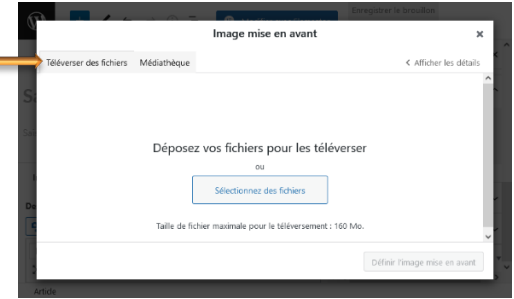 Enregistrer le brouillon
Image mise en avant
Téléverser des fichiers Médiathèque
Afficher les détails
Déposez vos fichiers pour les téléverser
ou
Sélectionnez des fichiers
Taille de fichier maximale pour le téléversement : 160 Mo.
Définir l'image mise en avant
Article